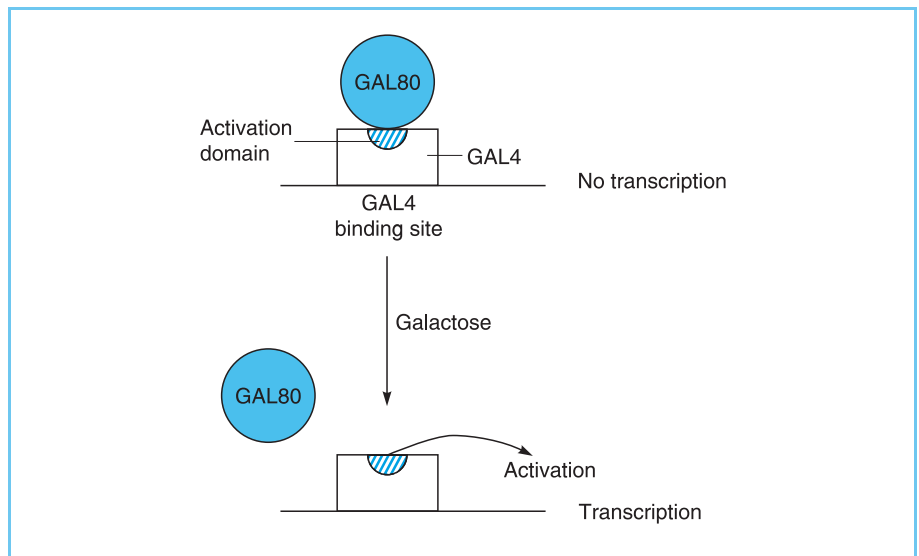 GAL80
Activation
domain
GAL4
No transcription
GAL4
binding site
Galactose
GAL80
Activation
Transcription